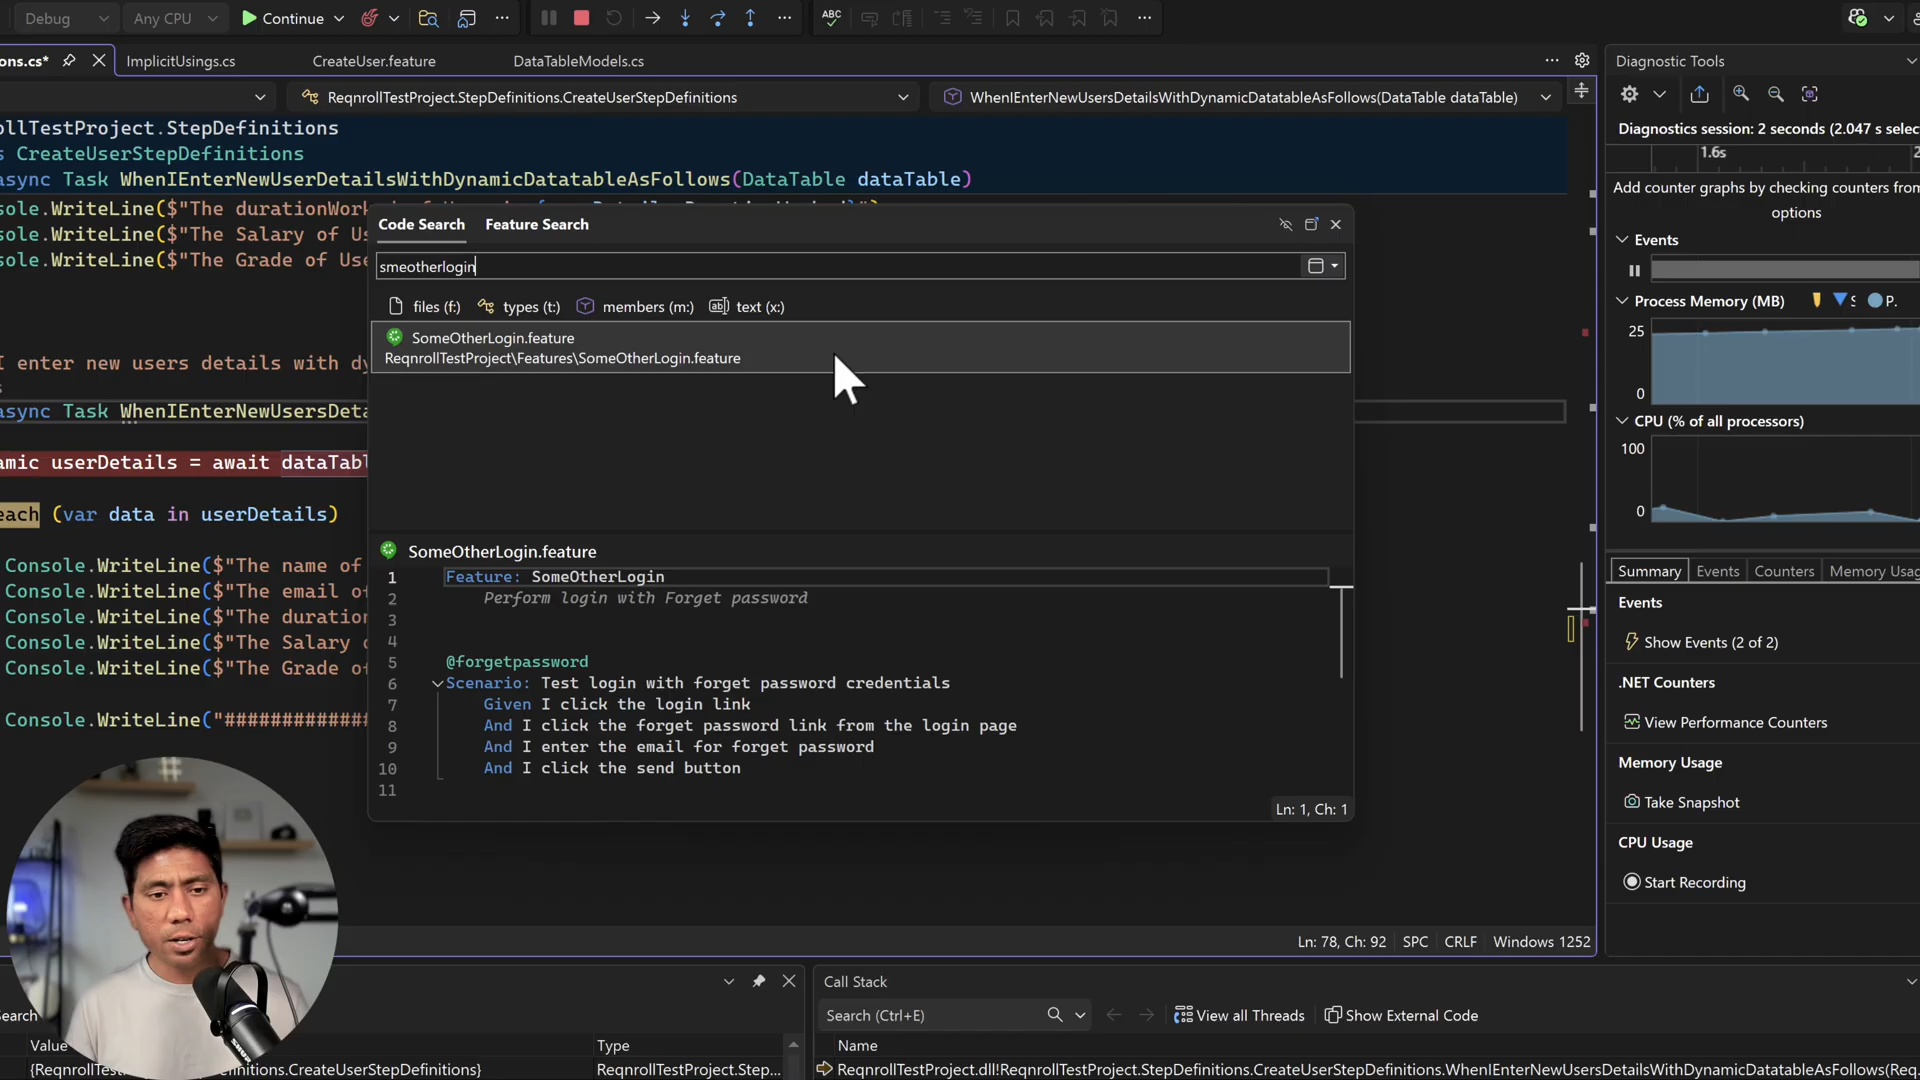 Debug
Any CPU
Continue
ons.cs*
ImplicitUsings.cs
CreateUser.feature
DataTableModels.cs
ReqnrollTestProject.StepDefinitions.CreateUserStepDefinitions
WhenIEnterNewUsersDetailsWithDynamicDatatableAsFollows(DataTable dataTable)
ollTestProject.StepDefinitions
s CreateUserStepDefinitions
async Task WhenIEnterNewUserDetailsWithDynamicDatatableAsFollows(DataTable dataTable)
sole.WriteLine($"The durationWork
sole.WriteLine($"The Salary of Us
sole.WriteLine($"The Grade of Use
I enter new users details with dy
async Task WhenIEnterNewUsersDeta
amic userDetails = await dataTabl
each (var data in userDetails)
Console.WriteLine($"The name of
Console.WriteLine($"The email of
Console.WriteLine($"The duration
Console.WriteLine($"The Salary o
Console.WriteLine($"The Grade of
Console.WriteLine("#############
Code Search
Feature Search
smeotherlogin
files (f:)
types (t:)
members (m:)
text (x:)
SomeOtherLogin.feature
ReqnrollTestProject\Features\SomeOtherLogin.feature
SomeOtherLogin.feature
1 Feature: SomeOtherLogin
2 Perform login with Forget password
3
4
5 @forgetpassword
6 Scenario: Test login with forget password credentials
7 Given I click the login link
8 And I click the forget password link from the login page
9 And I enter the email for forget password
10 And I click the send button
11
Ln: 1, Ch: 1
Ln: 78, Ch: 92
SPC
CRLF
Windows 1252
Diagnostic Tools
Diagnostics session: 2 seconds (2.047 s selec
1.6s
2
Add counter graphs by checking counters from
options
Events
Process Memory (MB)
S
P.
25
0
CPU (% of all processors)
100
0
Summary
Events
Counters
Memory Usag
Events
Show Events (2 of 2)
.NET Counters
View Performance Counters
Memory Usage
Take Snapshot
CPU Usage
Start Recording
Search
Value
Type
{ReqnrollTest
initions.CreateUserStepDefinitions}
ReqnrollTestProject.Step...
SHURE
Call Stack
Search (Ctrl+E)
View all Threads
Show External Code
Name
ReqnrollTestProject.dll!ReqnrollTestProject.StepDefinitions.CreateUserStepDefinitions.WhenIEnterNewUsersDetailsWithDynamicDatatableAsFollows(Req.